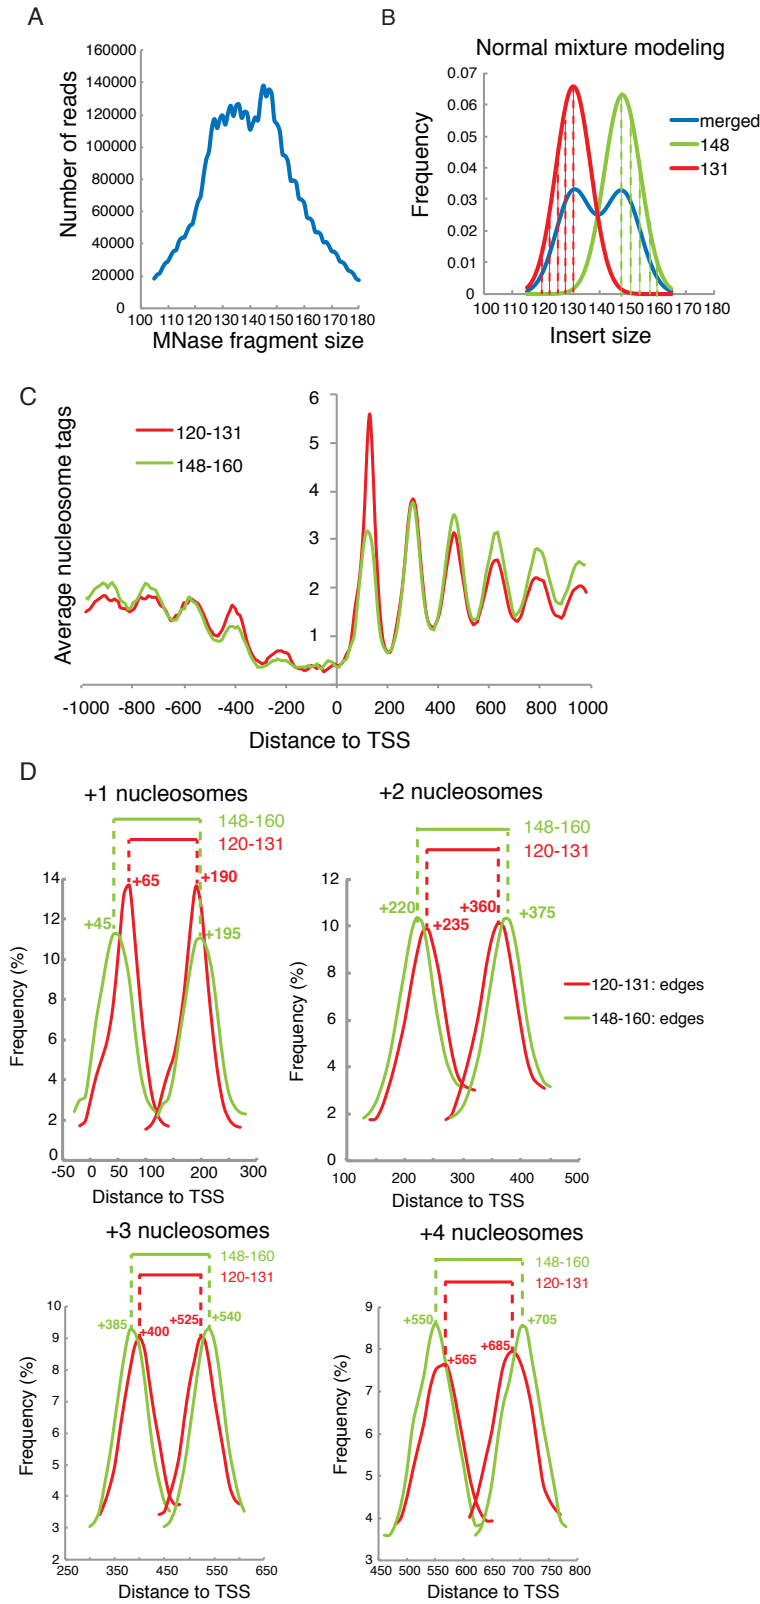 A
160000
140000
120000
100000
80000
60000
40000
20000
0
Number of reads
100 110 120 130 140 150 160 170 180
MNase fragment size
B
Normal mixture modeling
0.07
0.06
0.05
0.04
0.03
0.02
0.01
0
Frequency
merged
148
131
100 110 120 130 140 150 160 170 180
Insert size
C
Average nucleosome tags
120-131
148-160
6
5
4
3
2
1
-1000 -800 -600 -400 -200 0 200 400 600 800 1000
Distance to TSS
D
+1 nucleosomes
148-160
120-131
+65
+190
+45
+195
14
12
10
8
6
4
2
0
Frequency (%)
-50 0 50 100 150 200 300
Distance to TSS
+2 nucleosomes
148-160
120-131
+220
+360
+235
+375
12
10
8
6
4
2
0
Frequency (%)
100 200 300 400 500
Distance to TSS
120-131: edges
148-160: edges
+3 nucleosomes
148-160
120-131
+385
+525
+540
+400
10
9
8
7
6
5
4
3
2
Frequency (%)
250 350 450 550 650
Distance to TSS
+4 nucleosomes
148-160
120-131
+550
+705
+685
+565
9
8
7
6
5
4
3
Frequency (%)
450 500 550 600 650 700 750 800
Distance to TSS